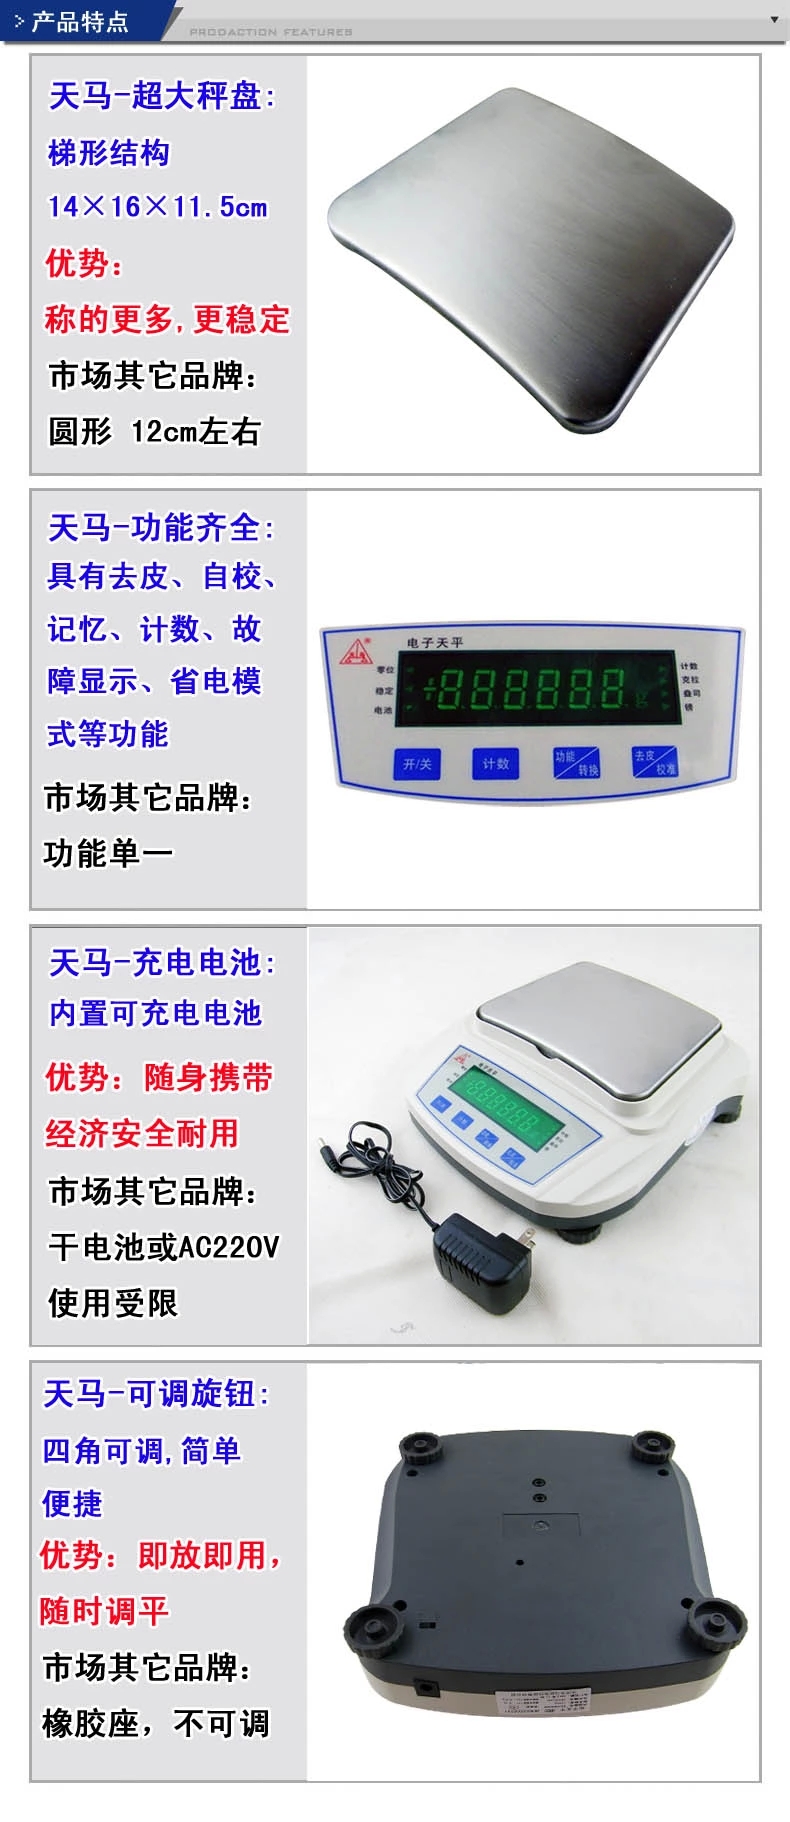 > 产品特点
PRODACTION FEATURES
天马-超大秤盘:
梯形结构
14×16×11.5cm
优势:
称的更多,更稳定
市场其它品牌:
圆形 12cm左右
天马-功能齐全:
具有去皮、自校、
记忆、计数、故
障显示、省电模
式等功能
市场其它品牌:
功能单一
电子天平
零位
稳定
电池
g
计数
克拉
盎司
镑
开/关
计数
功能/转换
去皮/校准
天马-充电电池:
内置可充电电池
优势: 随身携带
经济安全耐用
市场其它品牌:
干电池或AC220V
使用受限
电子天平
天马-可调旋钮:
四角可调,简单
便捷
优势: 即放即用,
随时调平
市场其它品牌:
橡胶座, 不可调